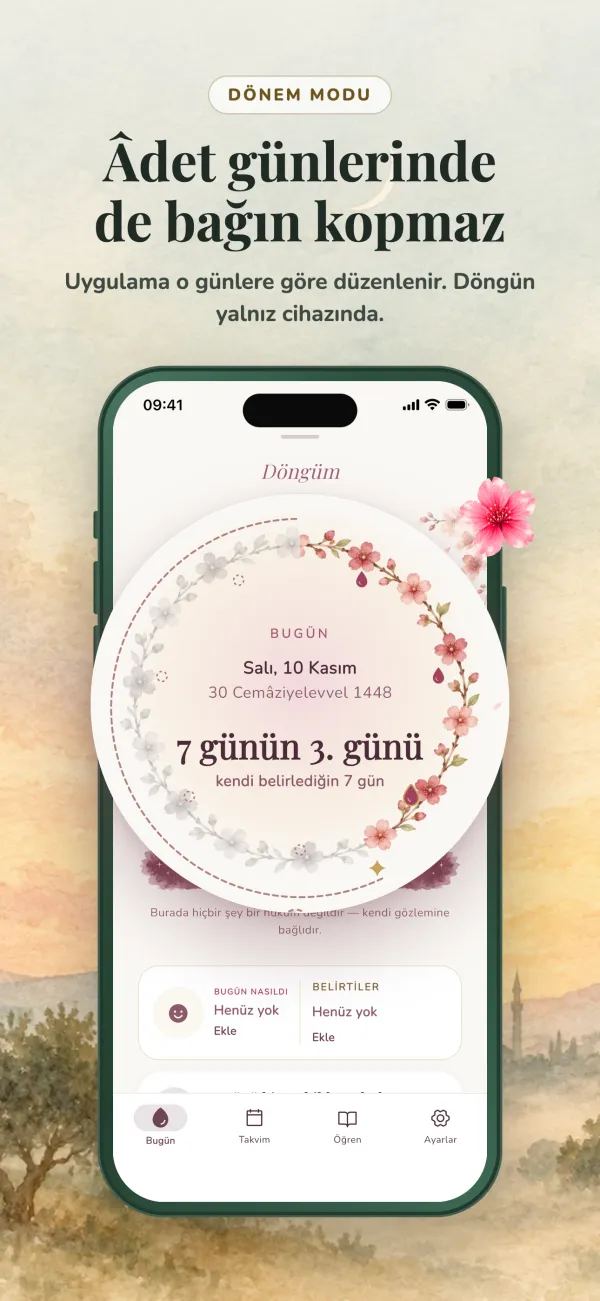 DÖNEM MODU
Âdet günlerinde
de bağın kopmaz
Uygulama o günlere göre düzenlenir. Döngün
yalnız cihazında.
09:41
Döngüm
BUGÜN
Salı, 10 Kasım
30 Cemâziyelevvel 1448
7 günün 3. günü
kendi belirlediğin 7 gün
Burada hiçbir şey bir hüküm değildir — kendi gözlemine
bağlıdır.
BUGÜN NASILDI
Henüz yok
Ekle
BELİRTİLER
Henüz yok
Ekle
Bugün
Takvim
Öğren
Ayarlar